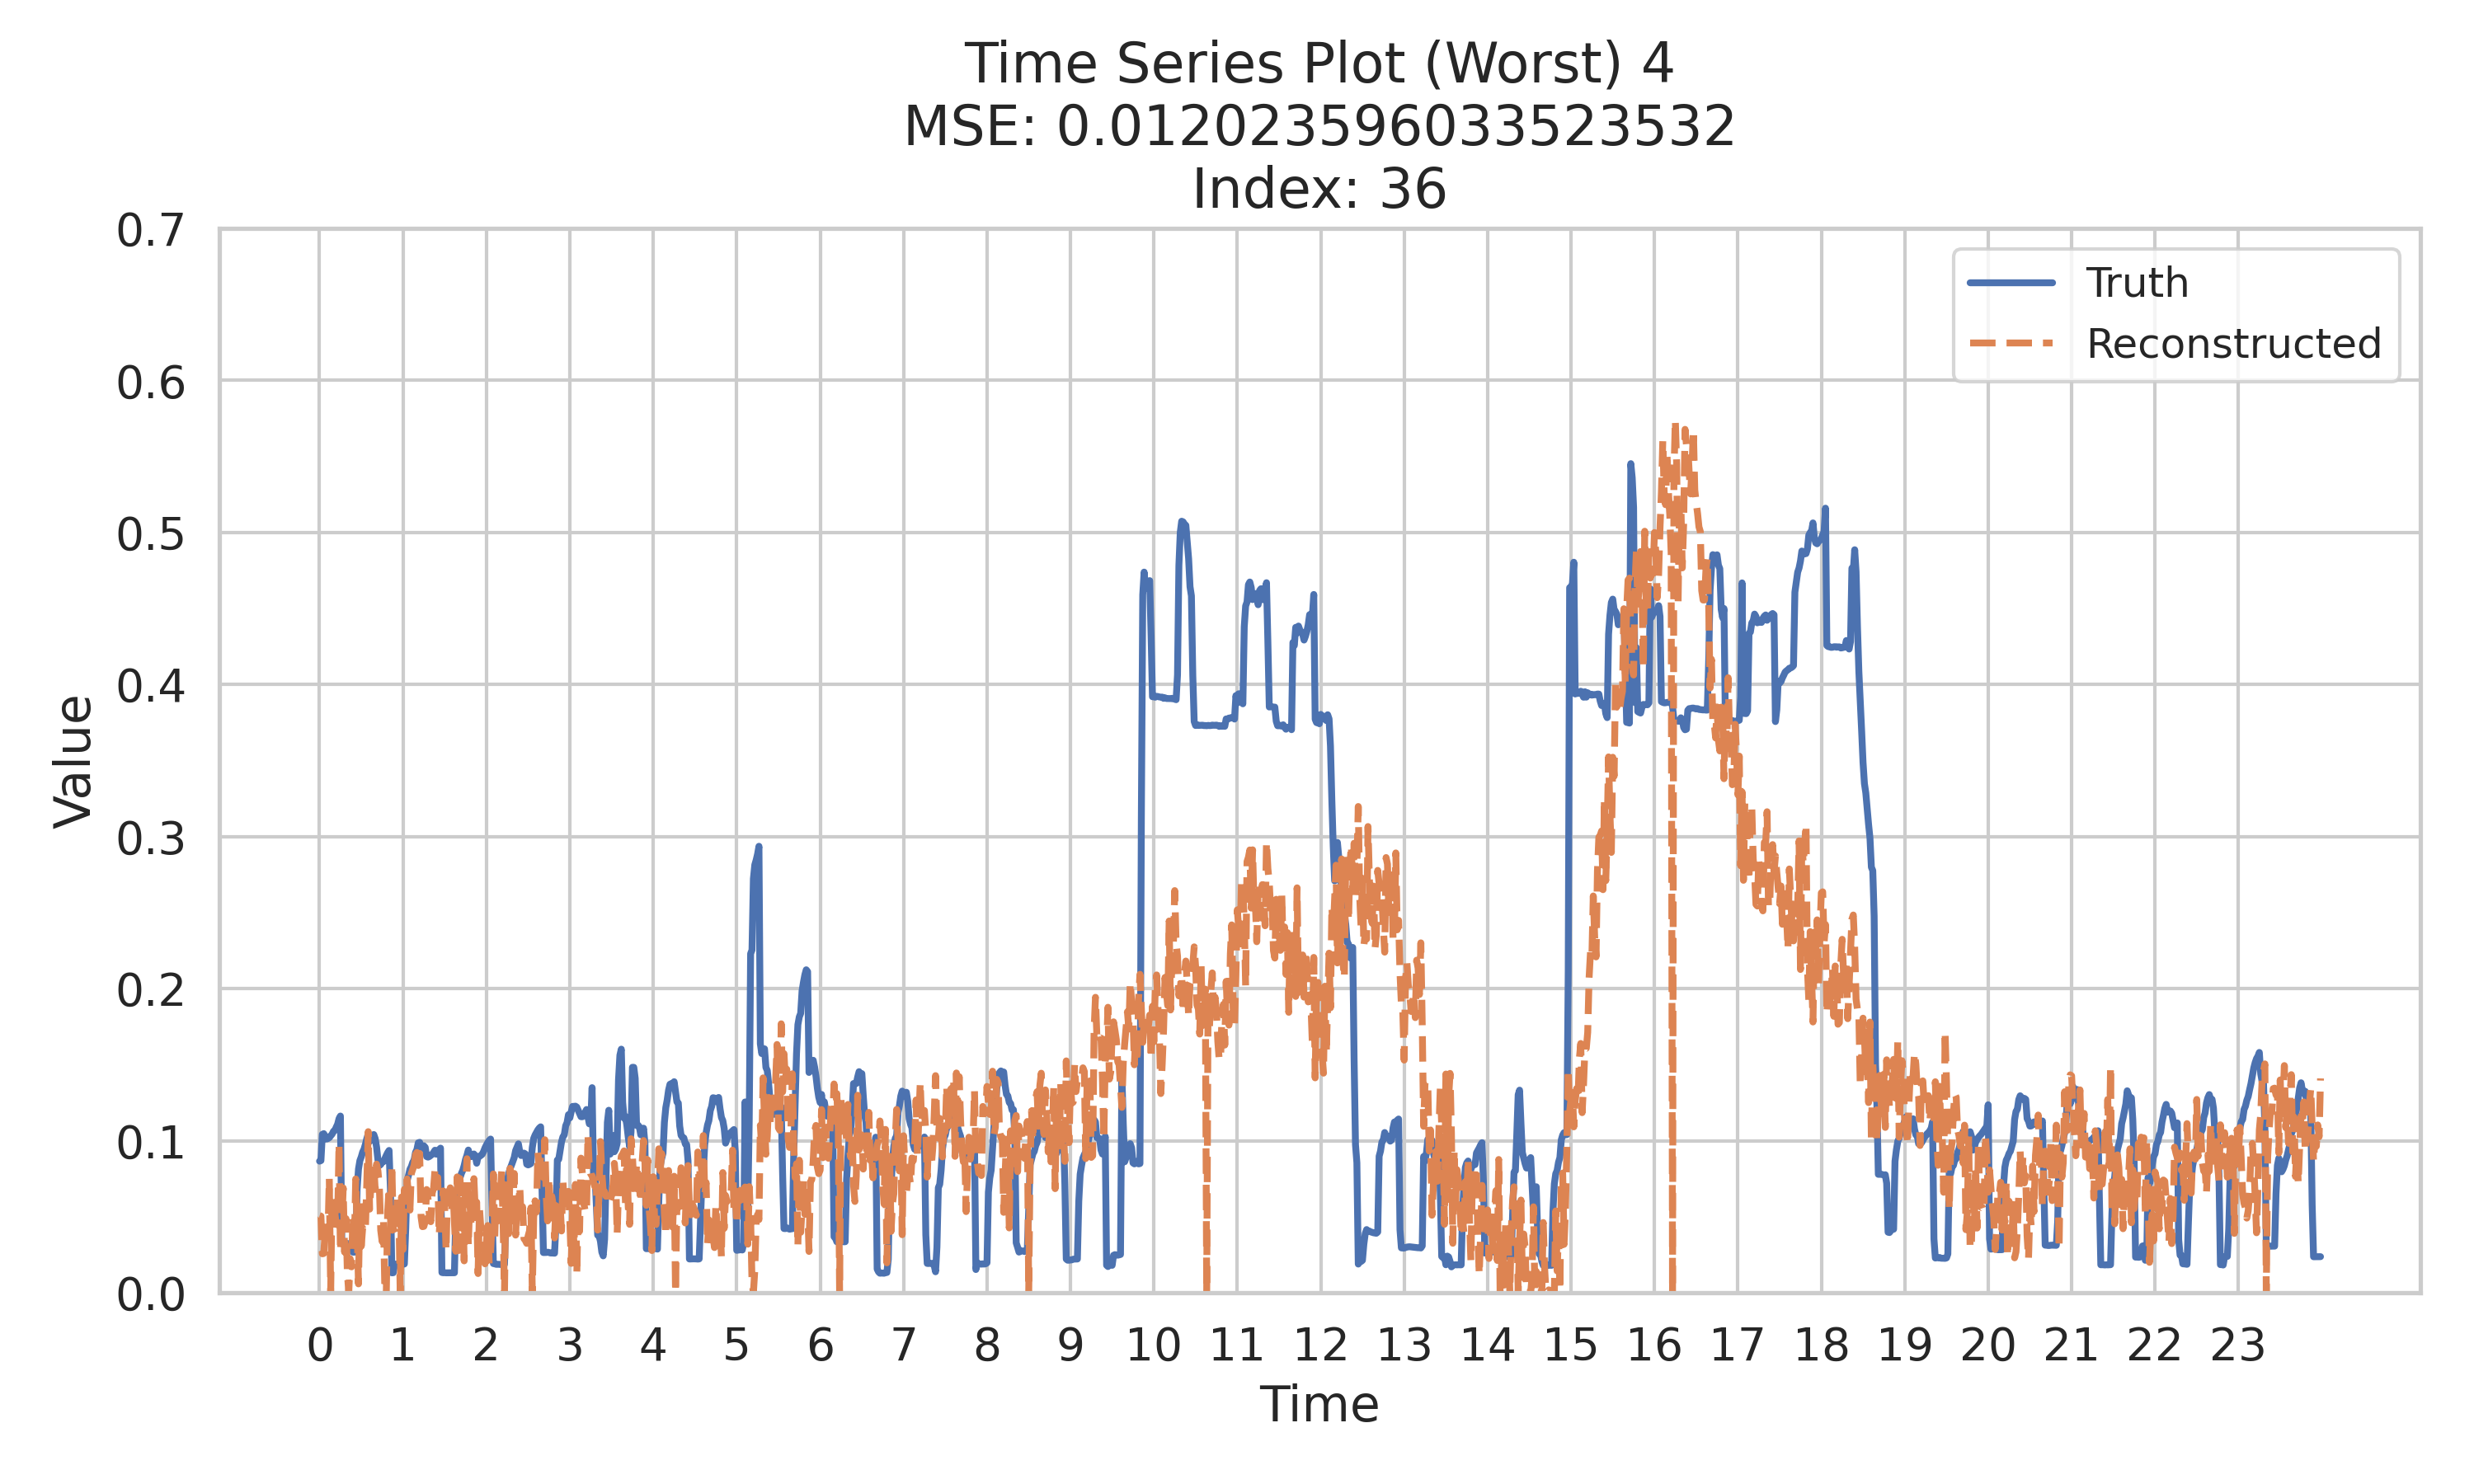 Time Series Plot (Worst) 4
MSE: 0.012023596033523532
Index: 36
0.7
0.6
0.5
0.4
0.3
0.2
0.1
0.0
Value
Truth
Reconstructed
0 1 2 3 4 5 6 7 8 9 10 11 12 13 14 15 16 17 18 19 20 21 22 23
Time